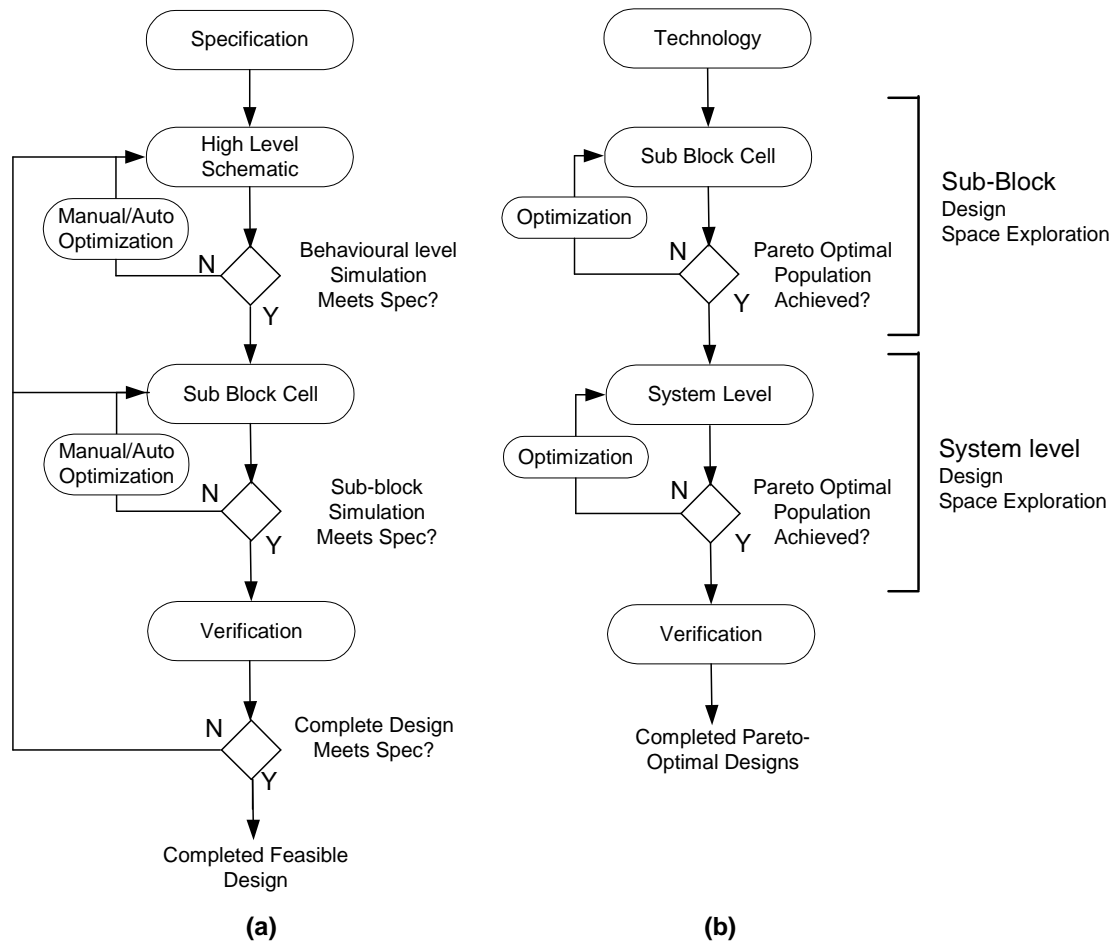 Specification
High Level
Schematic
Manual/Auto
Optimization
N
Behavioural level
Simulation
Meets Spec?
Y
Sub Block Cell
Manual/Auto
Optimization
N
Sub-block
Simulation
Meets Spec?
Y
Verification
N
Complete Design
Meets Spec?
Y
Completed Feasible
Design
(a)
Technology
Sub Block Cell
Optimization
N
Pareto Optimal
Population
Achieved?
Y
System Level
Optimization
N
Pareto Optimal
Population
Achieved?
Y
Verification
Completed Pareto-
Optimal Designs
(b)
Sub-Block
Design
Space Exploration
System level
Design
Space Exploration